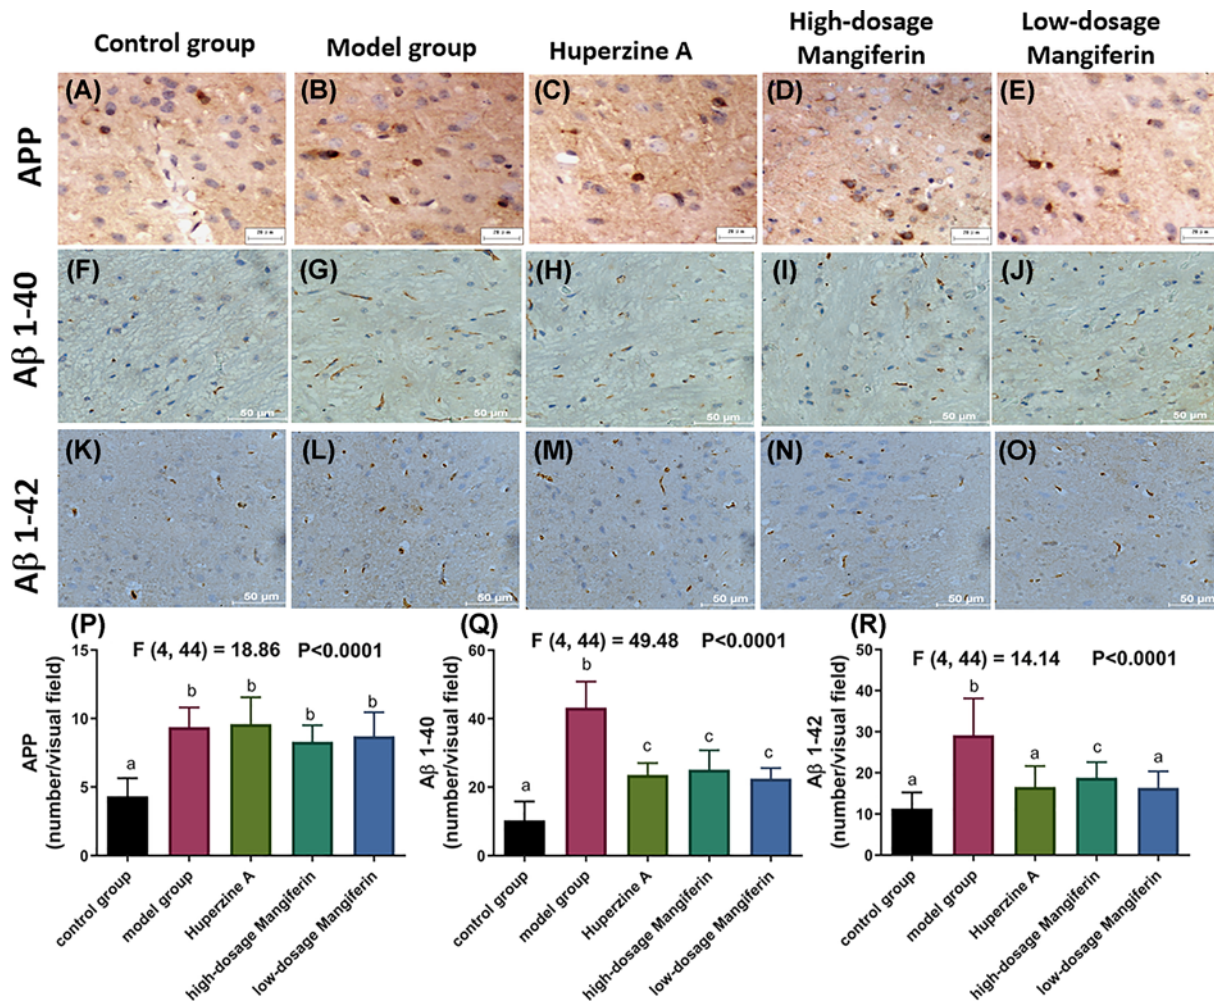 Control group
Model group
Huperzine A
High-dosage
Mangiferin
Low-dosage
Mangiferin
APP
(A)
(B)
(C)
(D)
(E)
Aβ 1-40
(F)
(G)
(H)
(I)
(J)
50 µm
50 µm
50 µm
50 µm
50 µm
Aβ 1-42
(K)
(L)
(M)
(N)
(O)
50 µm
50 µm
50 µm
50 µm
50 µm
(P)
F (4, 44) = 18.86 P<0.0001
APP
(number/visual field)
15
10
5
0
a
b
b
b
b
control group
model group
Huperzine A
high-dosage Mangiferin
low-dosage Mangiferin
(Q)
F (4, 44) = 49.48 P<0.0001
Aβ 1-40
(number/visual field)
60
40
20
0
a
b
c
c
c
control group
model group
Huperzine A
high-dosage Mangiferin
low-dosage Mangiferin
(R)
F (4, 44) = 14.14 P<0.0001
Aβ 1-42
(number/visual field)
50
40
30
20
10
0
a
b
a
c
a
control group
model group
Huperzine A
high-dosage Mangiferin
low-dosage Mangiferin